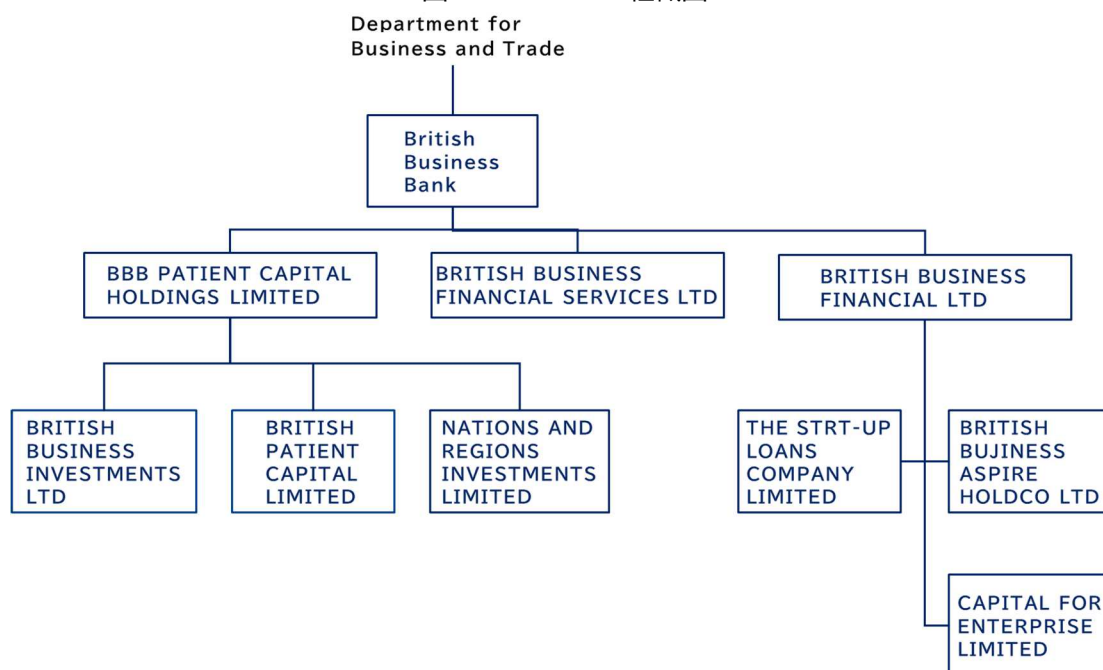 Department for
Business and Trade
British
Business
Bank
BBB PATIENT CAPITAL
HOLDINGS LIMITED
BRITISH BUSINESS
FINANCIAL SERVICES LTD
BRITISH BUSINESS
FINANCIAL LTD
BRITISH
BUSINESS
INVESTMENTS
LTD
BRITISH
PATIENT
CAPITAL
LIMITED
NATIONS AND
REGIONS
INVESTMENTS
LIMITED
THE STRT-UP
LOANS
COMPANY
LIMITED
BRITISH
BUJINESS
ASPIRE
HOLDCO LTD
CAPITAL FOR
ENTERPRISE
LIMITED